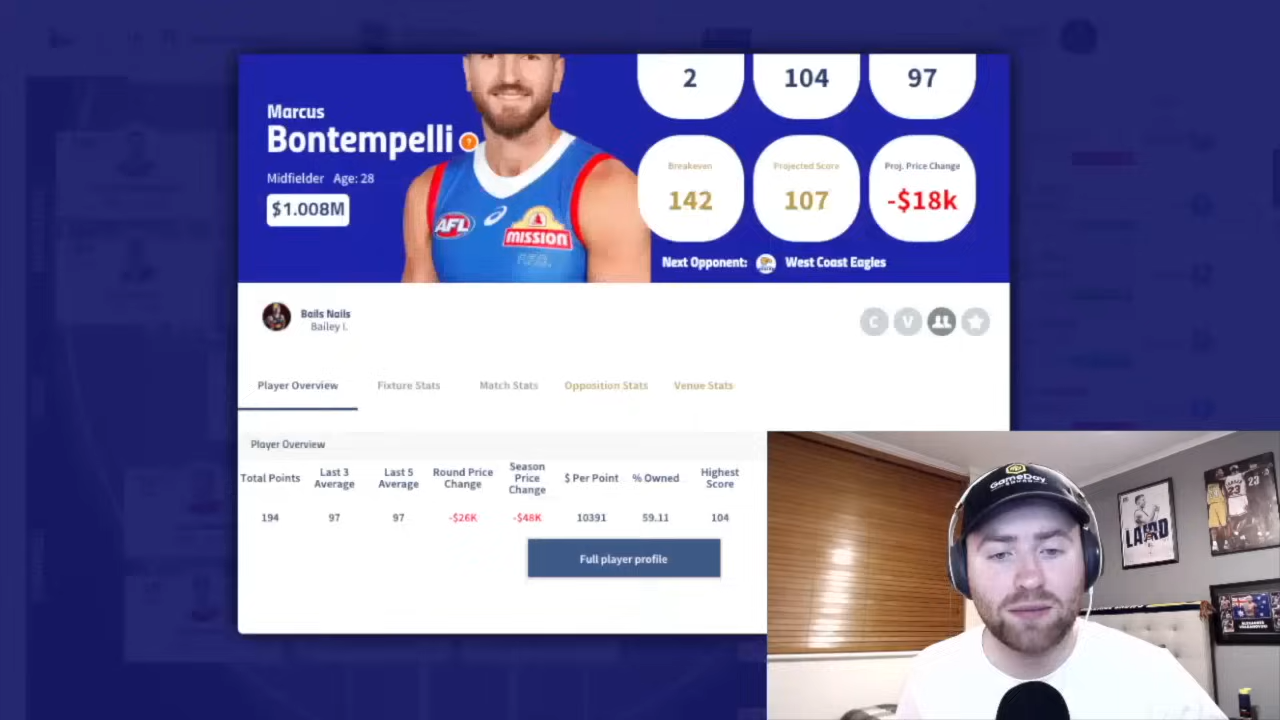 2
104
97
Marcus
Bontempelli ?
Midfielder Age: 28
$1.008M
AFL
mission
Breakeven
142
Projected Score
107
Proj. Price Change
-$18k
Next Opponent: West Coast Eagles
Bails Nails
Bailey I.
C V
Player Overview Fixture Stats Match Stats Opposition Stats Venue Stats
Player Overview
Total Points Last 3 Average Last 5 Average Round Price Change Season Price Change $ Per Point % Owned Highest Score
194 97 97 -$26K -$48K 10391 59.11 104
Full player profile
GameDay
LAIRD
23
23